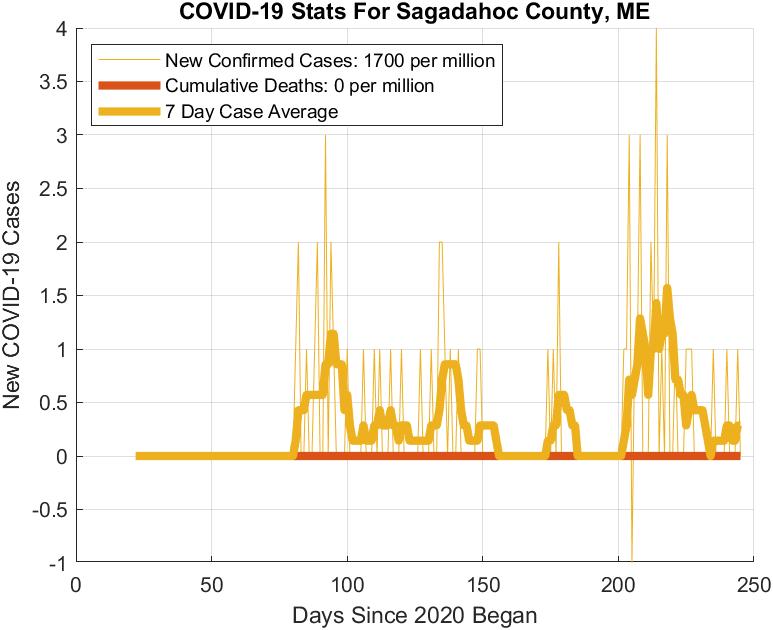 COVID-19 Stats For Sagadahoc County, ME
New Confirmed Cases: 1700 per million
Cumulative Deaths: 0 per million
7 Day Case Average
New COVID-19 Cases
4
3.5
3
2.5
2
1.5
1
0.5
0
-0.5
-1
0 50 100 150 200 250
Days Since 2020 Began